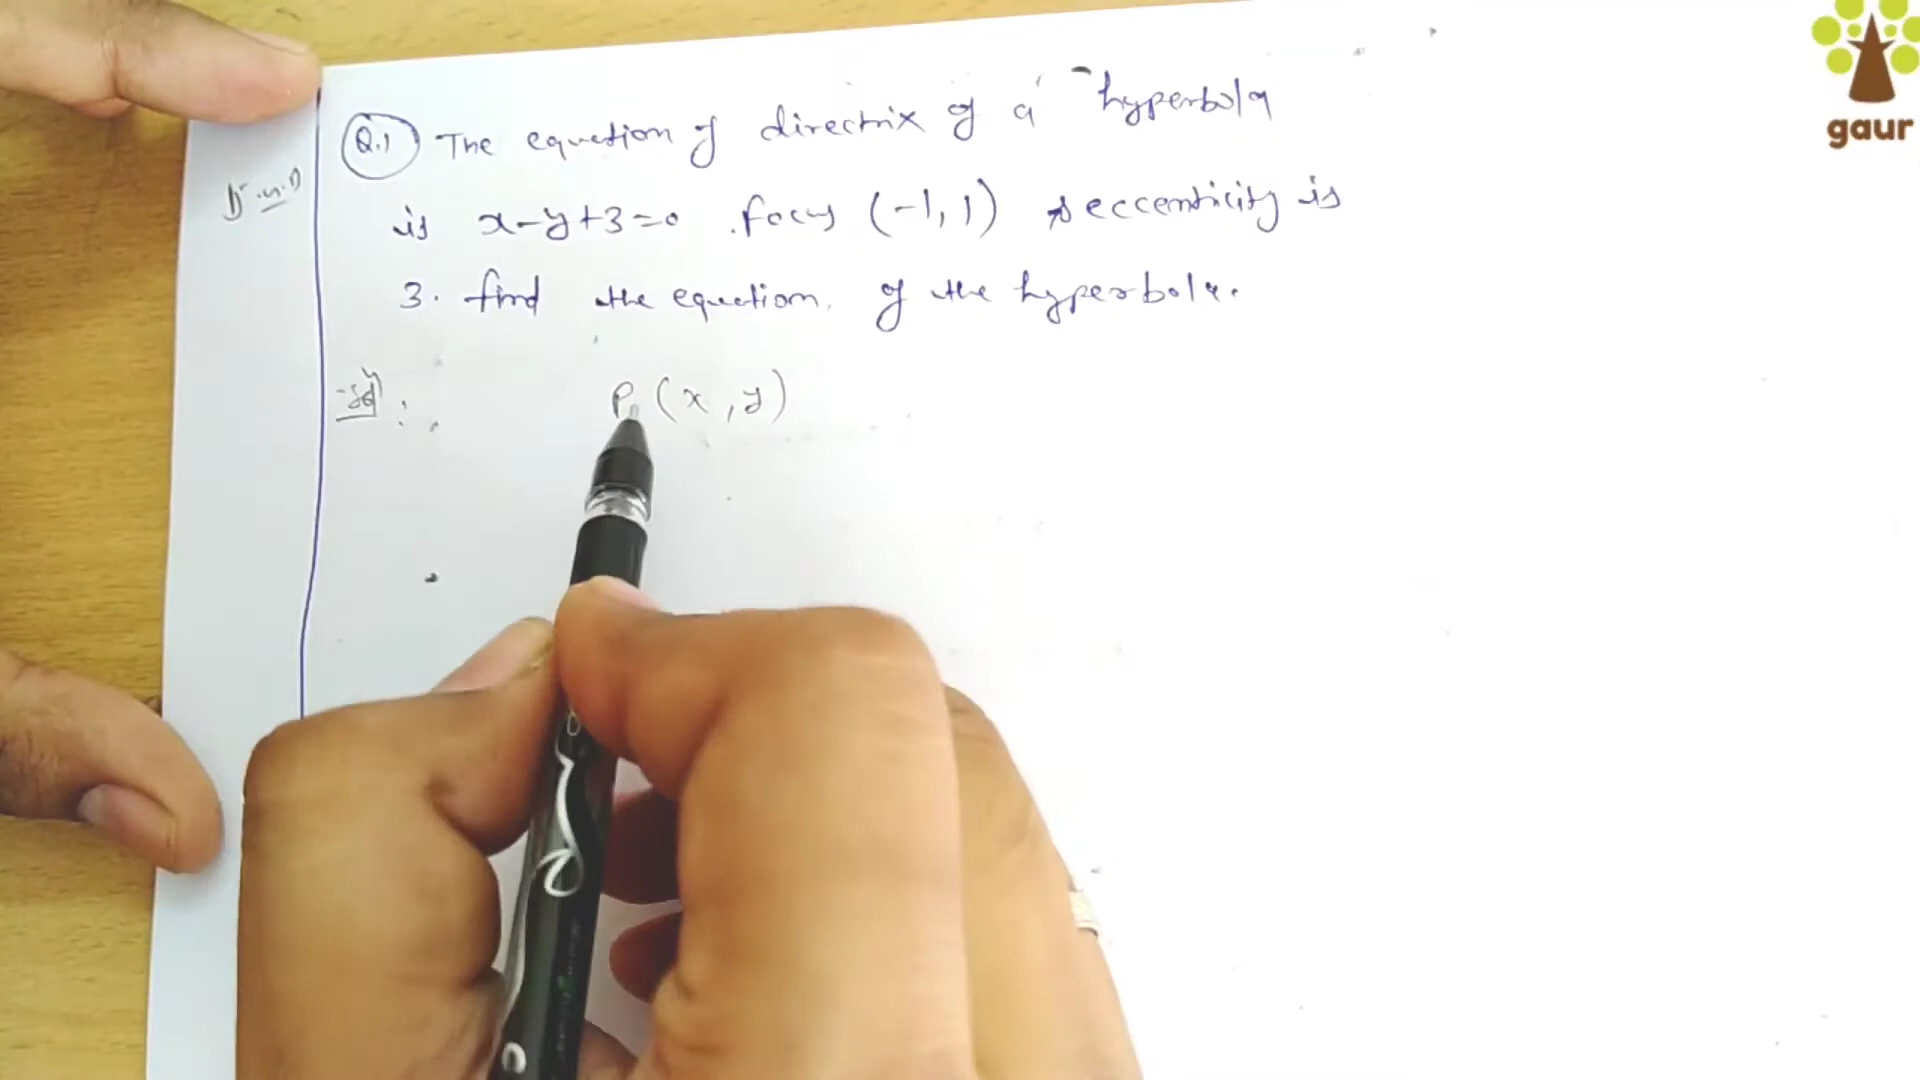 Q.1 The equation of directrix of a hyperbola
is x-y+3=0 . focus (-1, 1) & eccentricity is
3. find the equation. of the hyperbola.
P (x, y)
gaur